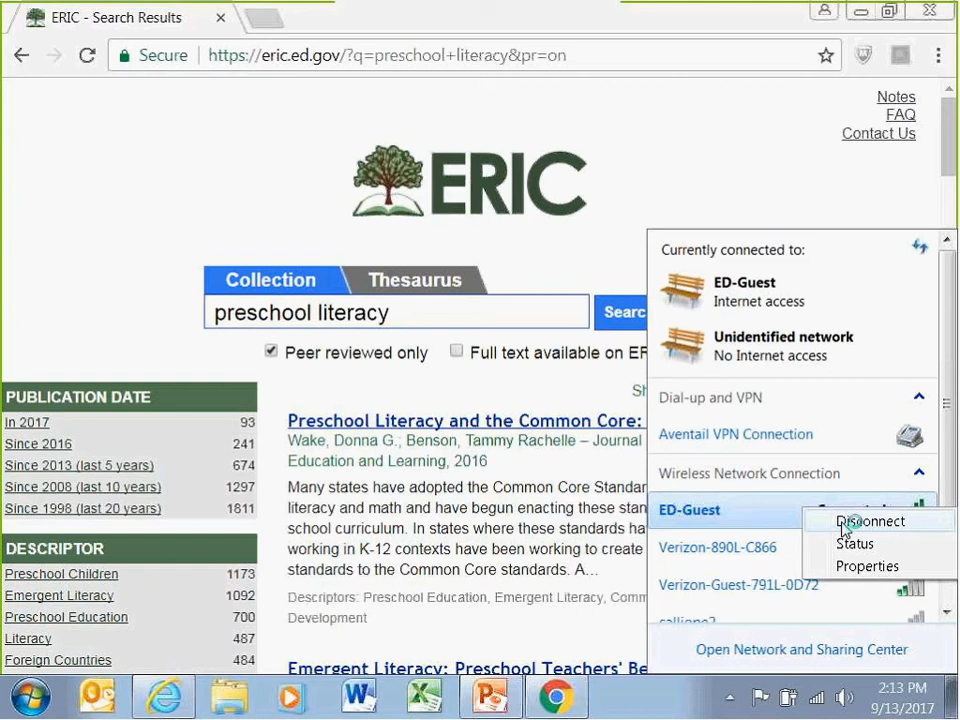 ERIC - Search Results
Secure https://eric.ed.gov/?q=preschool+literacy&pr=on
Notes
FAQ
Contact Us
ERIC
Collection Thesaurus
preschool literacy Searc
Peer reviewed only Full text available on ER
Sh
PUBLICATION DATE
In 2017 93
Since 2016 241
Since 2013 (last 5 years) 674
Since 2008 (last 10 years) 1297
Since 1998 (last 20 years) 1811
DESCRIPTOR
Preschool Children 1173
Emergent Literacy 1092
Preschool Education 700
Literacy 487
Foreign Countries 484
Preschool Literacy and the Common Core:
Wake, Donna G.; Benson, Tammy Rachelle – Journal
Education and Learning, 2016
Many states have adopted the Common Core Standar
literacy and math and have begun enacting these stan
school curriculum. In states where these standards ha
working in K-12 contexts have been working to create
standards to the Common Core standards. A...
Descriptors: Preschool Education, Emergent Literacy, Comm
Development
Emergent Literacy: Preschool Teachers' Be
Currently connected to:
ED-Guest
Internet access
Unidentified network
No Internet access
Dial-up and VPN
Aventail VPN Connection
Wireless Network Connection
ED-Guest
Disconnect
Status
Properties
Verizon-890L-C866
Verizon-Guest-791L-0D72
Open Network and Sharing Center
2:13 PM
9/13/2017